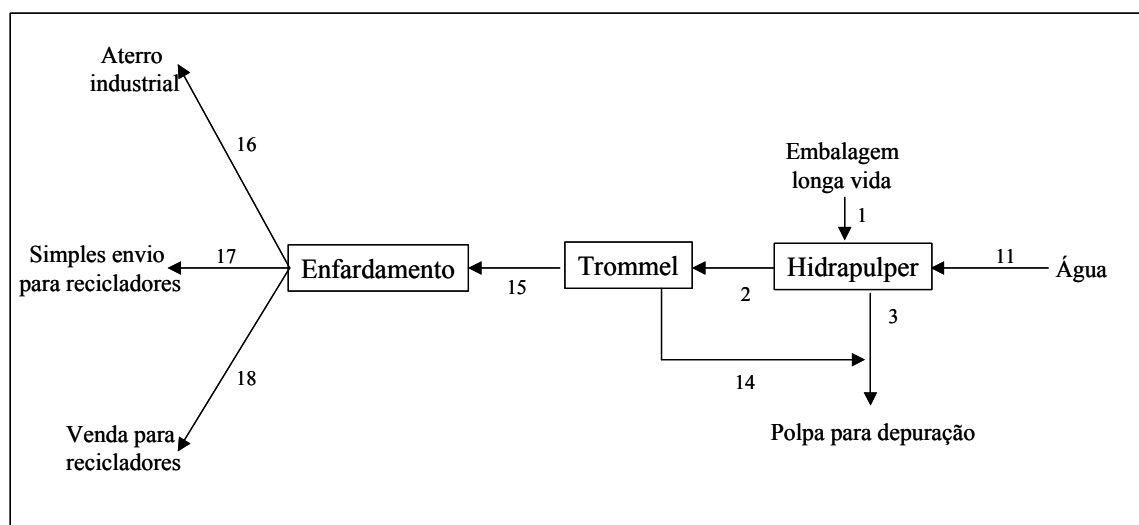 Aterro
industrial
16
Embalagem
longa vida
1
Simples envio
para recicladores
17
Enfardamento
15
Trommel
2
Hidrapulper
11
Água
3
14
18
Venda para
recicladores
Polpa para depuração